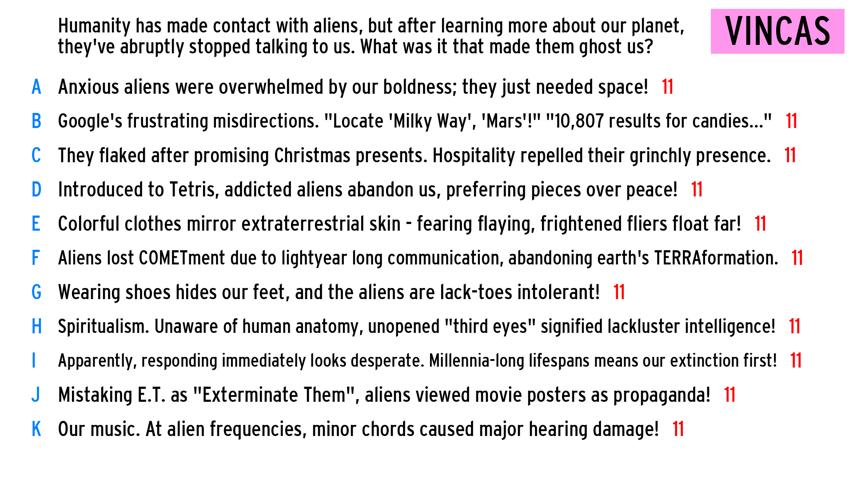 Humanity has made contact with aliens, but after learning more about our planet,
they've abruptly stopped talking to us. What was it that made them ghost us?
VINCAS
A Anxious aliens were overwhelmed by our boldness; they just needed space! 11
B Google's frustrating misdirections. "Locate 'Milky Way', 'Mars'!" "10,807 results for candies..." 11
C They flaked after promising Christmas presents. Hospitality repelled their grinchly presence. 11
D Introduced to Tetris, addicted aliens abandon us, preferring pieces over peace! 11
E Colorful clothes mirror extraterrestrial skin - fearing flaying, frightened fliers float far! 11
F Aliens lost COMETment due to lightyear long communication, abandoning earth's TERRAformation. 11
G Wearing shoes hides our feet, and the aliens are lack-toes intolerant! 11
H Spiritualism. Unaware of human anatomy, unopened "third eyes" signified lackluster intelligence! 11
I Apparently, responding immediately looks desperate. Millennia-long lifespans means our extinction first! 11
J Mistaking E.T. as "Exterminate Them", aliens viewed movie posters as propaganda! 11
K Our music. At alien frequencies, minor chords caused major hearing damage! 11